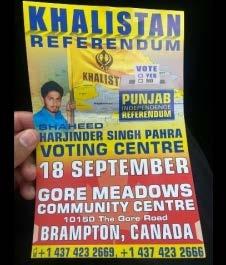 KHALISTAN
REFERENDUM
KHALIST
VOTE
YES
NO
PUNJAB
INDEPENDENCE
REFERENDUM
SHAHEED
HARJINDER SINGH PAHRA
VOTING CENTRE
18 SEPTEMBER
GORE MEADOWS
COMMUNITY CENTRE
10150 The Gore Road
BRAMPTON, CANADA
+1 437 423 2669, +1 437 423 2666